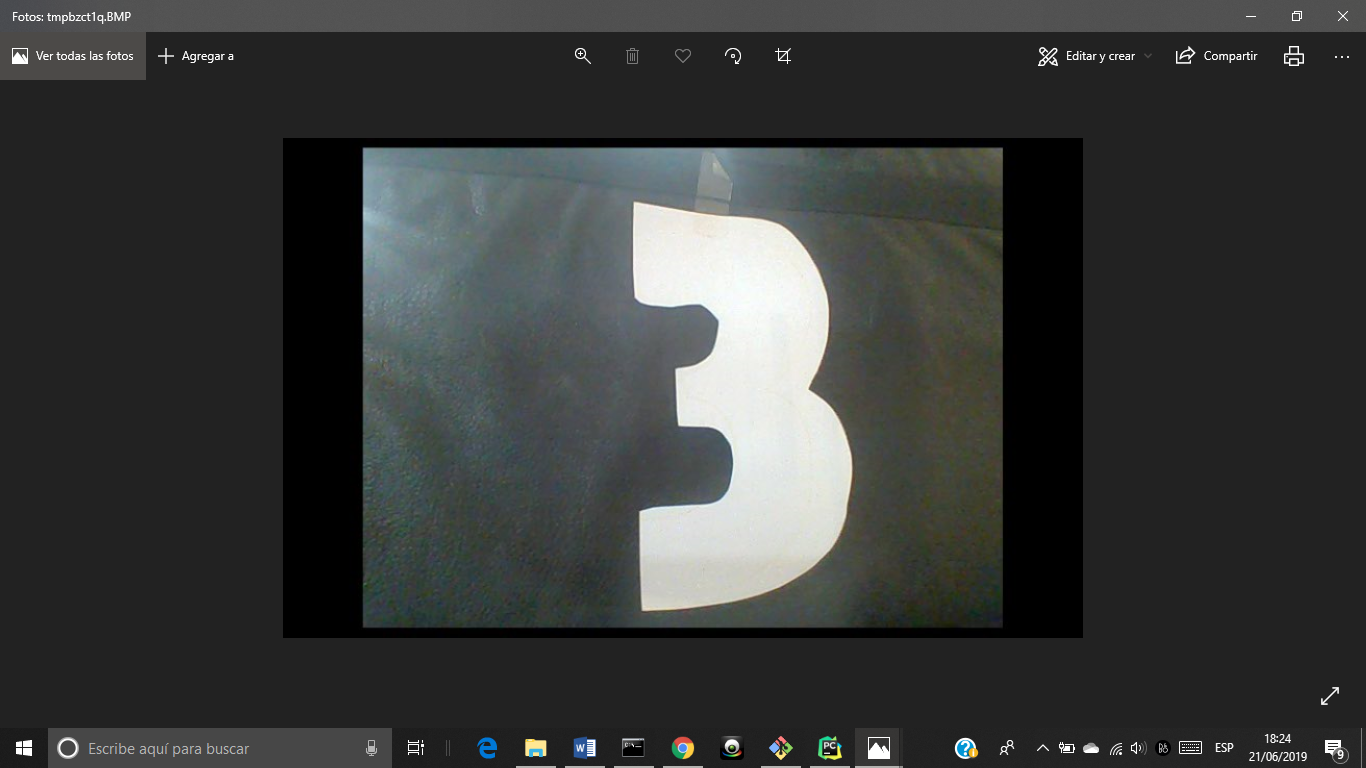 Fotos: tmpbzct1q.BMP
Ver todas las fotos
Agregar a
Editar y crear
Compartir
3
Escribe aquí para buscar
ESP
18:24
21/06/2019
9